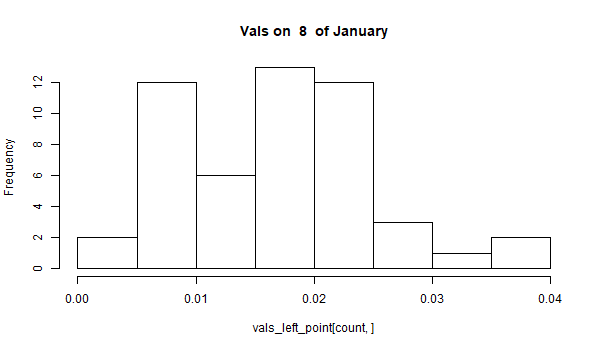 Vals on  8  of January
Frequency
12
10
8
6
4
2
0
0.00 0.01 0.02 0.03 0.04
vals_left_point[count, ]